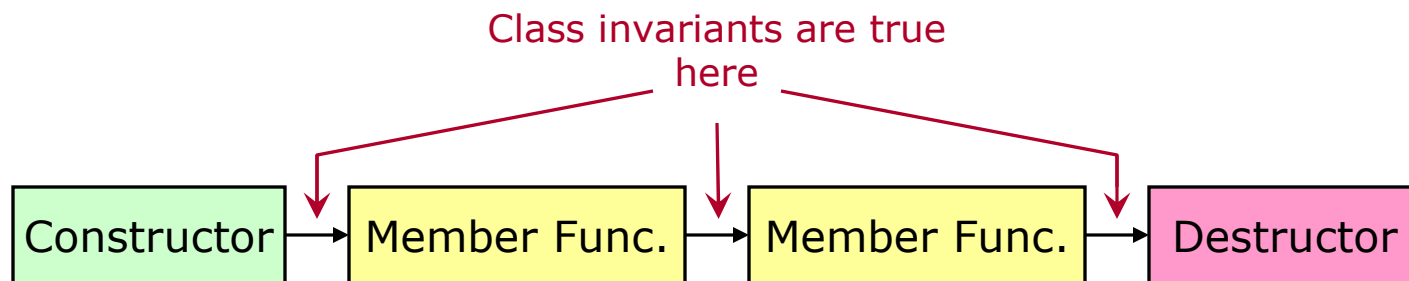 Class invariants are true
here
Constructor
Member Func.
Member Func.
Destructor